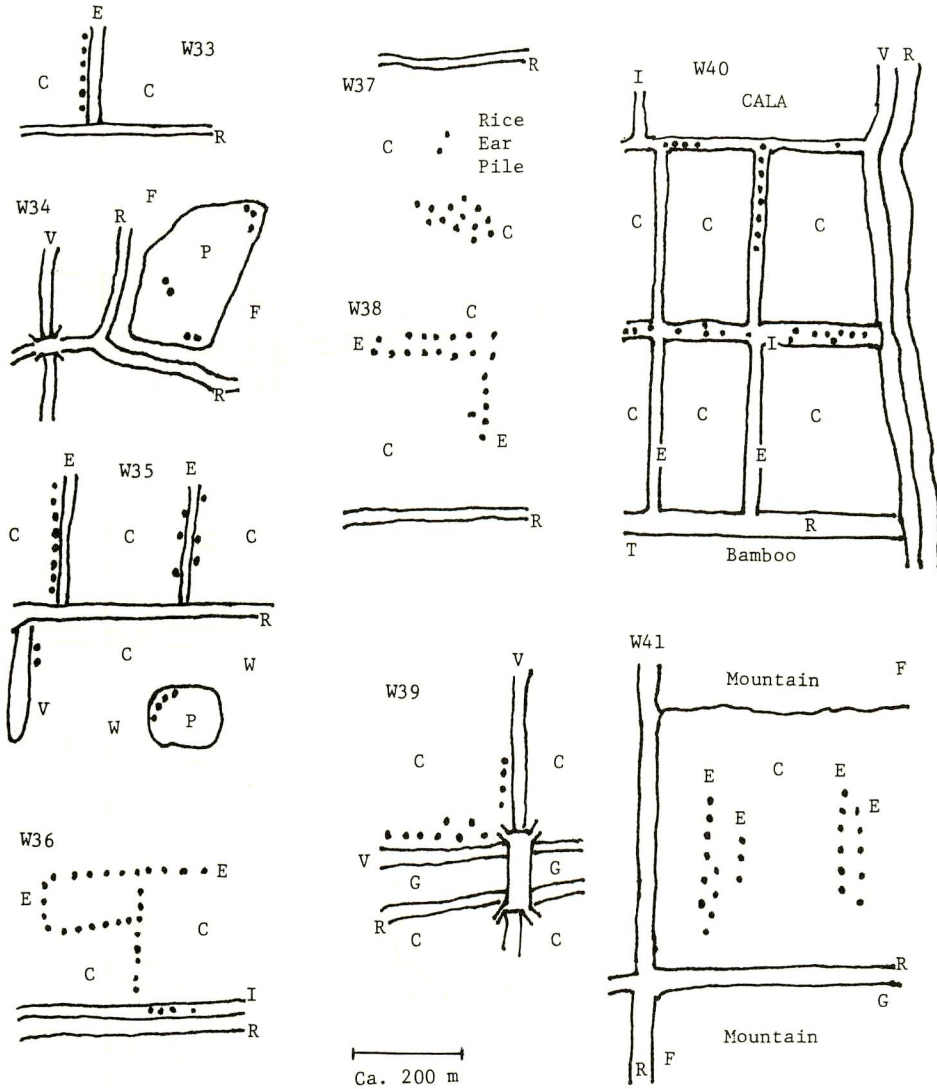 E
W33
C
C
R
W34
F
R
V
P
F
R
E
W35
E
C
C
C
R
C
W
V
W
P
W36
E
E
C
C
I
R
R
W37
Rice
C
Ear
Pile
C
W38
C
E
C
E
R
W39
V
C
C
V
G
G
R
C
C
Ca. 200 m
V R
W40
I
CALA
C
C
C
I
C
C
C
E
E
R
T
Bamboo
W41
Mountain
F
E
C
E
E
E
R
G
Mountain
R
F